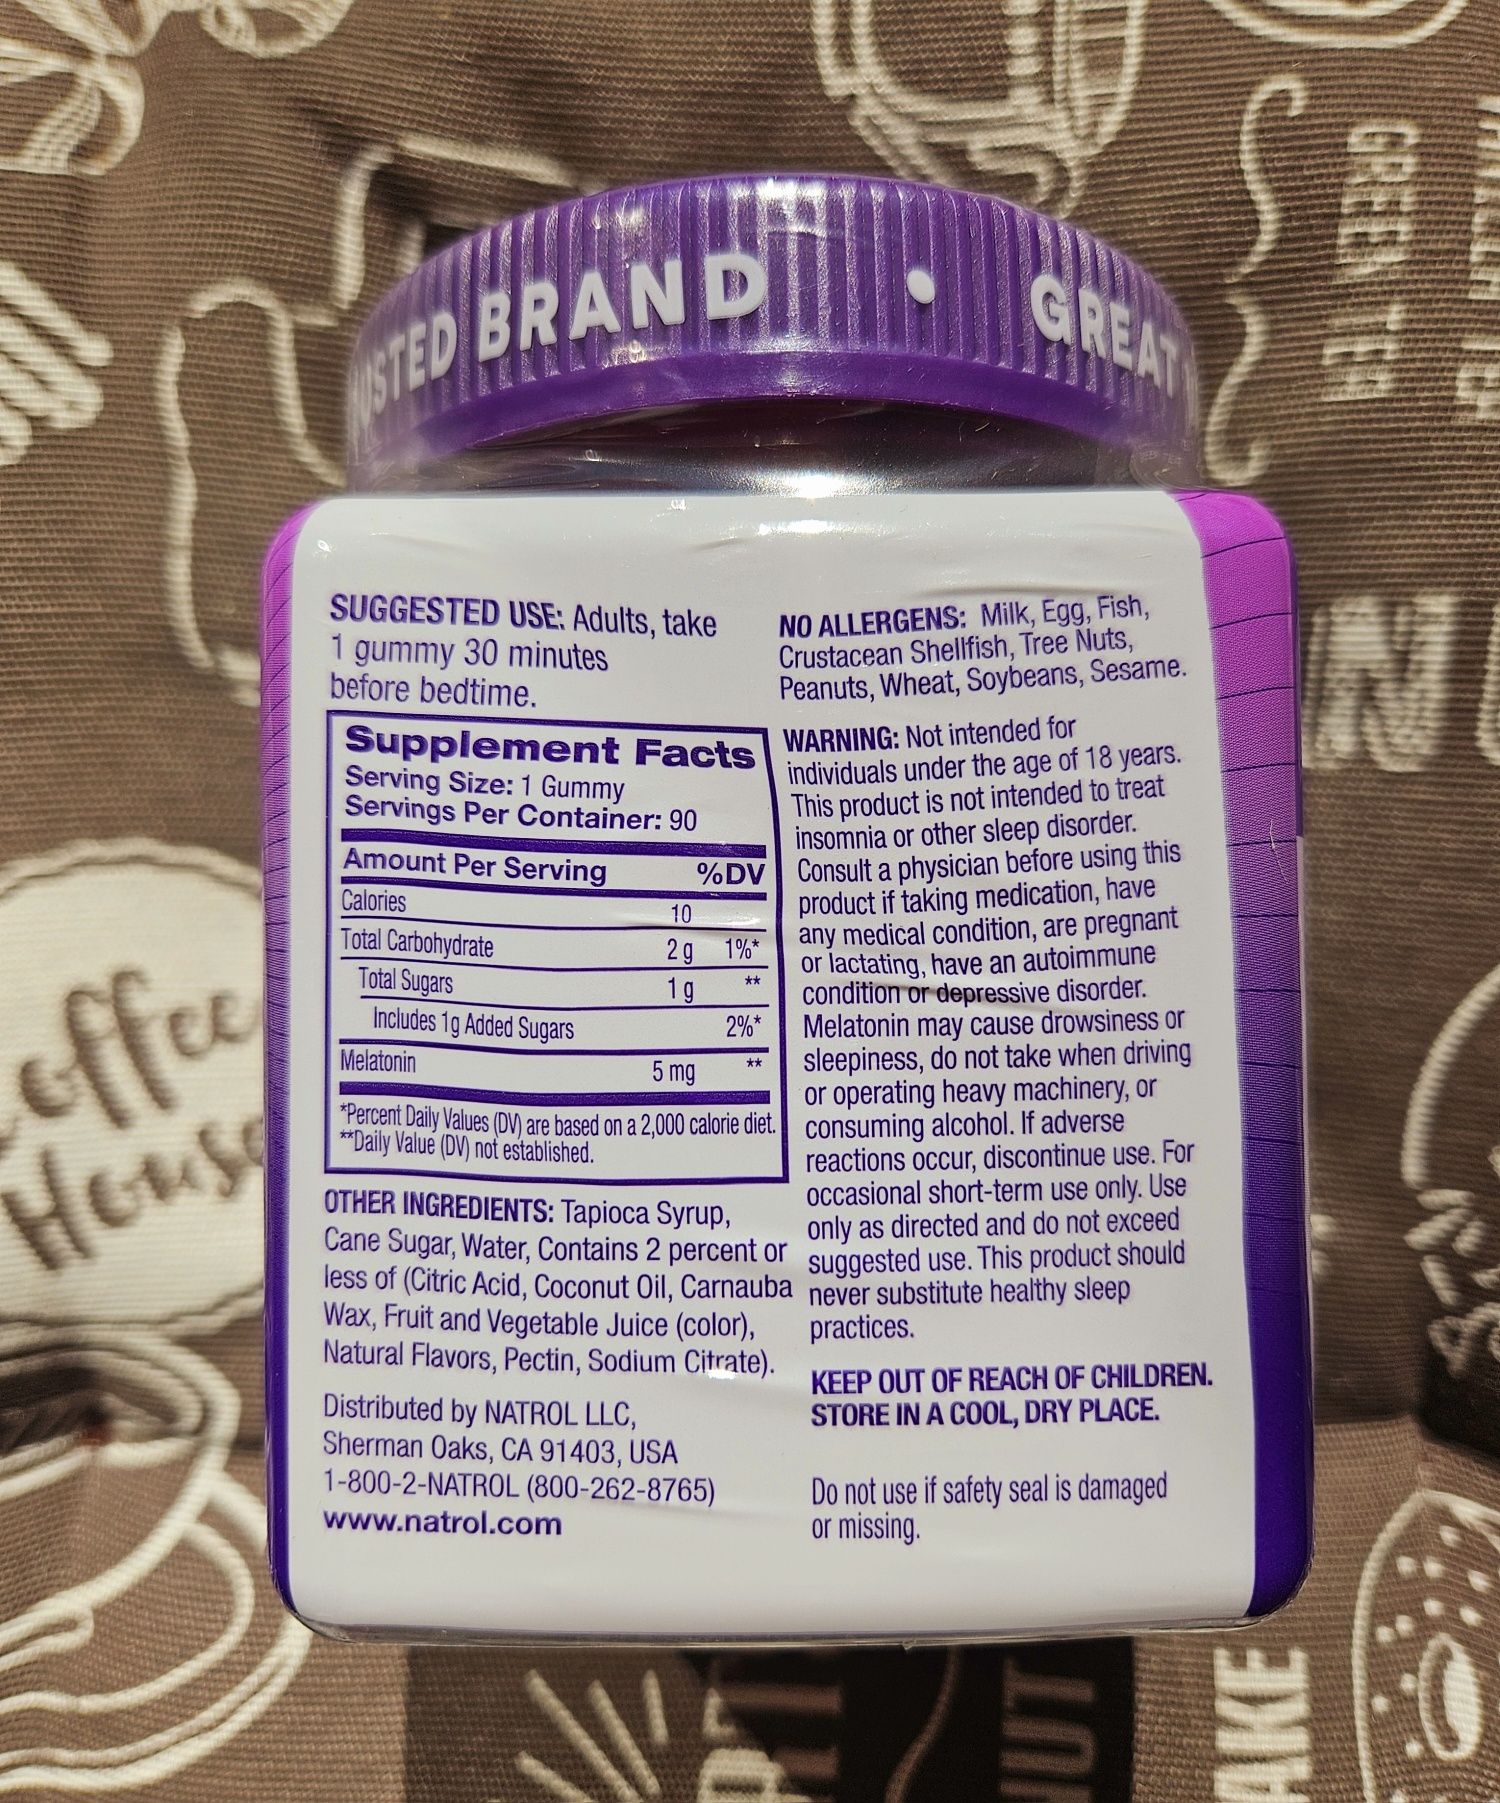 USTED BRAND • GREAT
SUGGESTED USE: Adults, take
1 gummy 30 minutes
before bedtime.
Supplement Facts
Serving Size: 1 Gummy
Servings Per Container: 90
Amount Per Serving %DV
Calories 10
Total Carbohydrate 2 g 1%*
Total Sugars 1 g **
Includes 1g Added Sugars 2%*
Melatonin 5 mg **
*Percent Daily Values (DV) are based on a 2,000 calorie diet.
**Daily Value (DV) not established.
OTHER INGREDIENTS: Tapioca Syrup,
Cane Sugar, Water, Contains 2 percent or
less of (Citric Acid, Coconut Oil, Carnauba
Wax, Fruit and Vegetable Juice (color),
Natural Flavors, Pectin, Sodium Citrate).
Distributed by NATROL LLC,
Sherman Oaks, CA 91403, USA
1-800-2-NATROL (800-262-8765)
www.natrol.com
NO ALLERGENS: Milk, Egg, Fish,
Crustacean Shellfish, Tree Nuts,
Peanuts, Wheat, Soybeans, Sesame.
WARNING: Not intended for
individuals under the age of 18 years.
This product is not intended to treat
insomnia or other sleep disorder.
Consult a physician before using this
product if taking medication, have
any medical condition, are pregnant
or lactating, have an autoimmune
condition or depressive disorder.
Melatonin may cause drowsiness or
sleepiness, do not take when driving
or operating heavy machinery, or
consuming alcohol. If adverse
reactions occur, discontinue use. For
occasional short-term use only. Use
only as directed and do not exceed
suggested use. This product should
never substitute healthy sleep
practices.
KEEP OUT OF REACH OF CHILDREN.
STORE IN A COOL, DRY PLACE.
Do not use if safety seal is damaged
or missing.
offee
House
GREEN-TEA
AKE